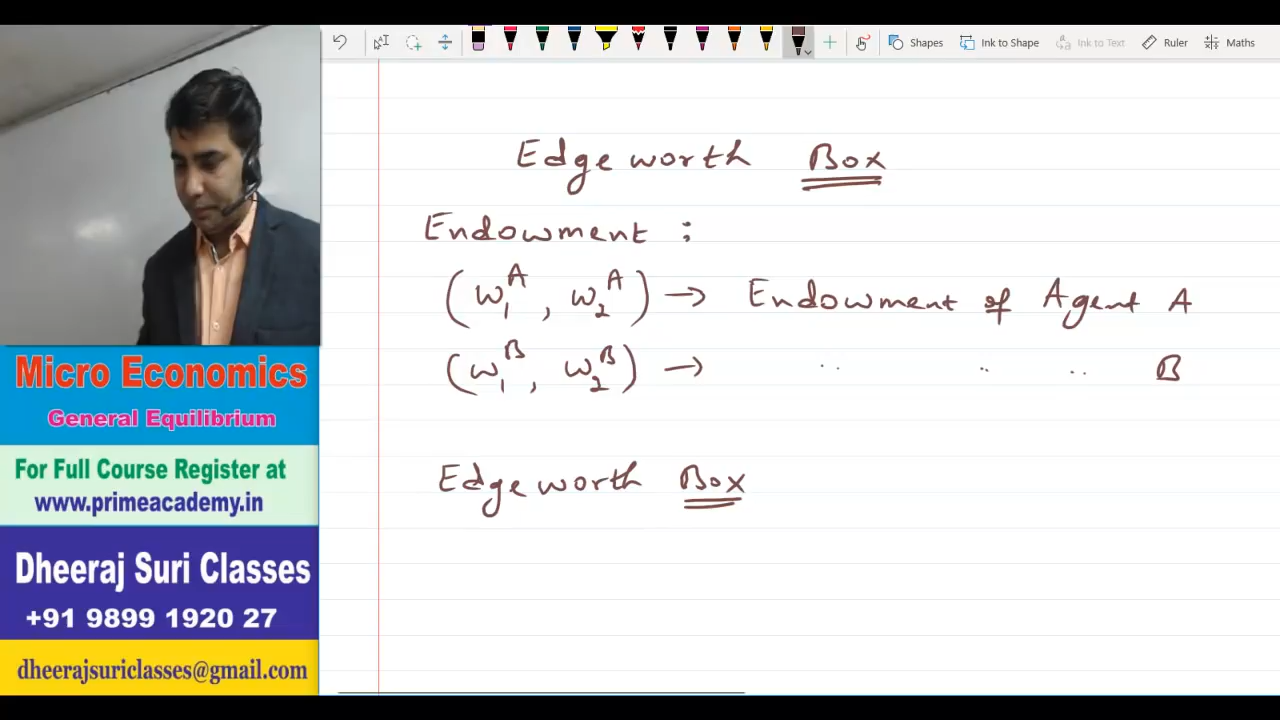 Shapes Ink to Shape Ink to Text Ruler Maths
Edgeworth Box
Endowment :
(w₁ᴬ, w₂ᴬ) → Endowment of Agent A
(w₁ᴮ, w₂ᴮ) → .. .. .. B
Edgeworth Box
Micro Economics
General Equilibrium
For Full Course Register at
www.primeacademy.in
Dheeraj Suri Classes
+91 9899 1920 27
dheerajsuriclasses@gmail.com